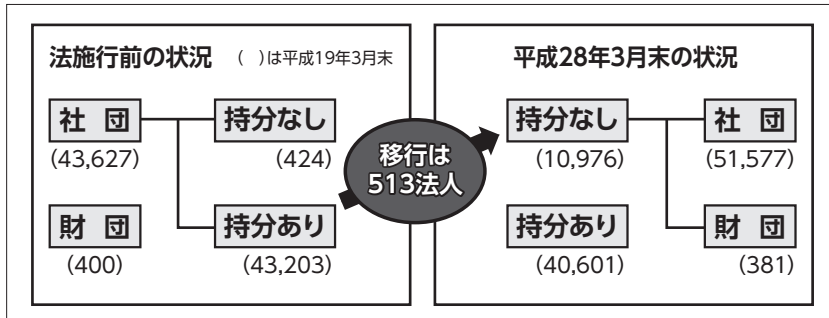 法施行前の状況 ( )は平成19年3月末
社団 持分なし
(43,627) (424)
財団 持分あり
(400) (43,203)
移行は
513法人
平成28年3月末の状況
持分なし 社団
(10,976) (51,577)
持分あり 財団
(40,601) (381)